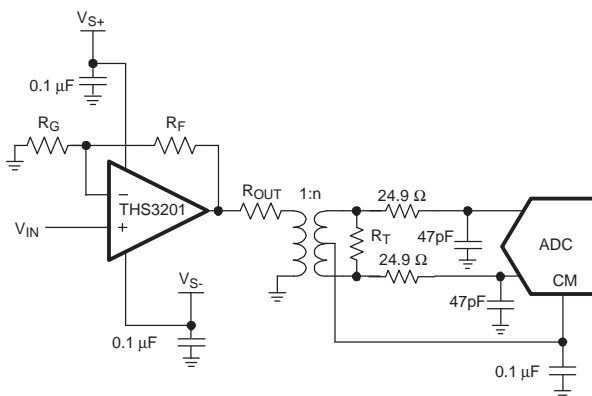 VS+
0.1 µF
RG
RF
THS3201
−
+
VIN
ROUT
1:n
RT
24.9 Ω
24.9 Ω
47pF
47pF
ADC
CM
VS-
0.1 µF
0.1 µF